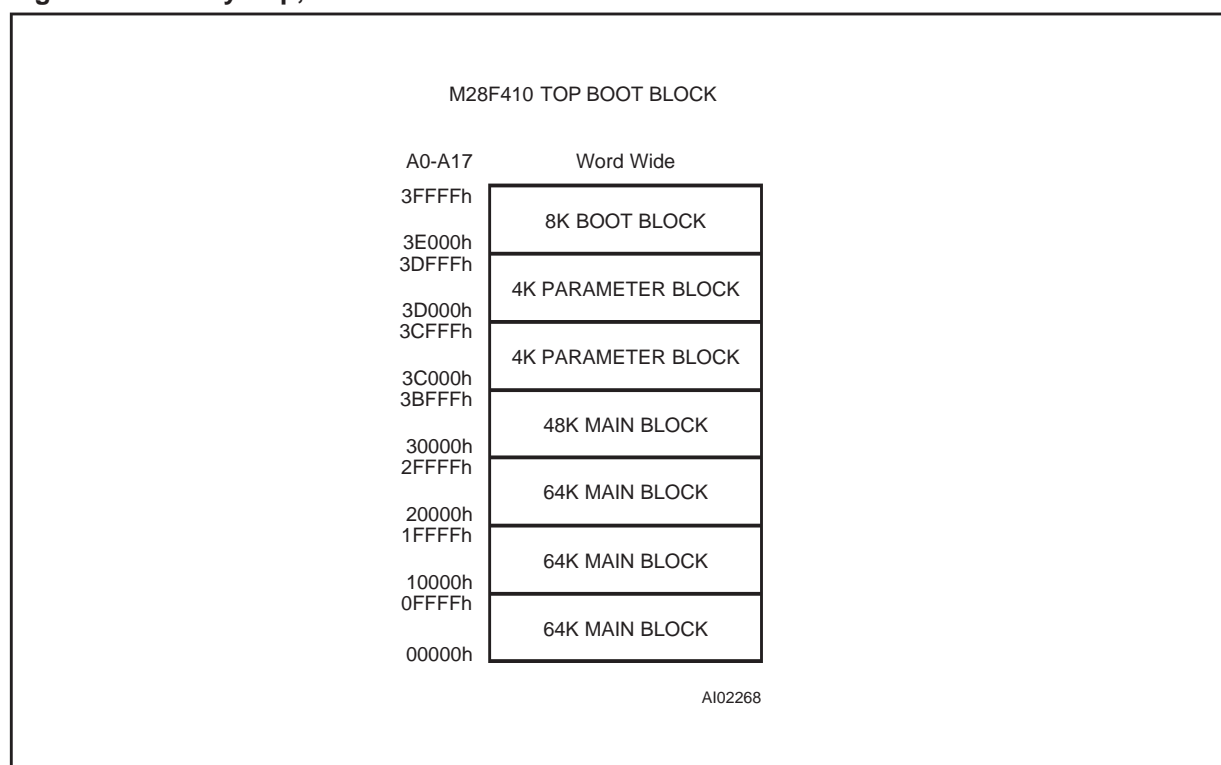 M28F410 TOP BOOT BLOCK
A0-A17 Word Wide
3FFFFh
8K BOOT BLOCK
3E000h
3DFFFh
4K PARAMETER BLOCK
3D000h
3CFFFh
4K PARAMETER BLOCK
3C000h
3BFFFh
48K MAIN BLOCK
30000h
2FFFFh
64K MAIN BLOCK
20000h
1FFFFh
64K MAIN BLOCK
10000h
0FFFFh
64K MAIN BLOCK
00000h
AI02268